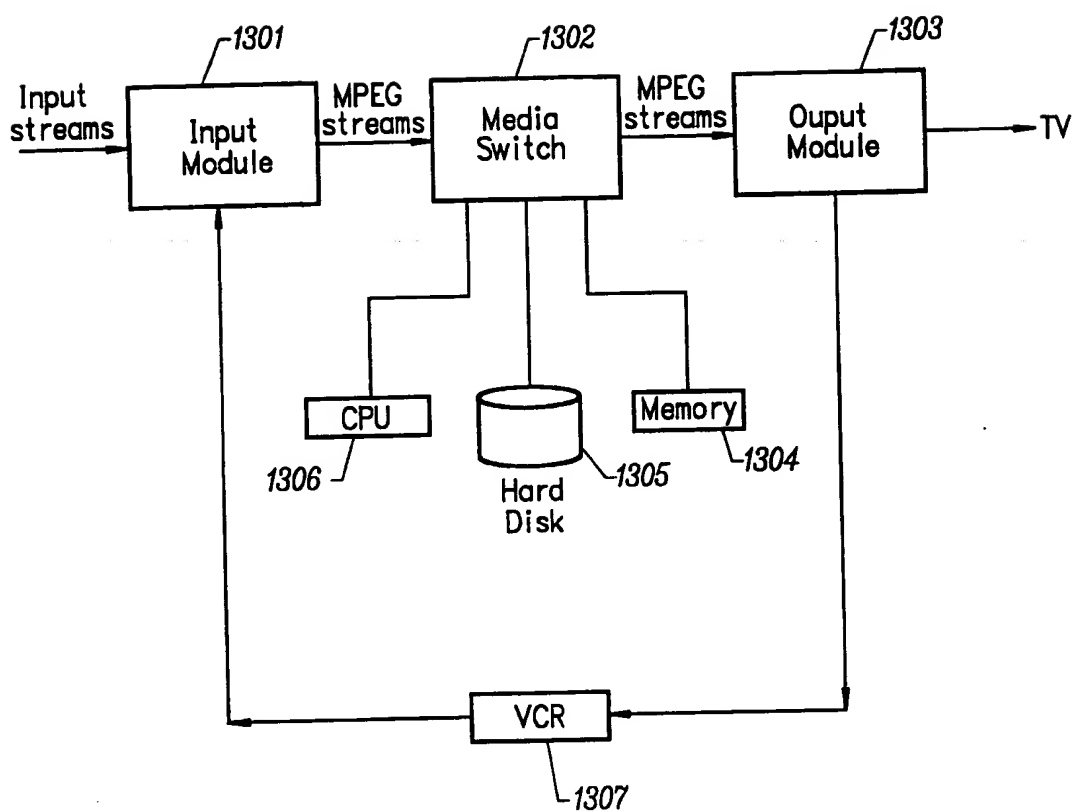 1301
1302
1303
Input
streams
Input
Module
MPEG
streams
Media
Switch
MPEG
streams
Ouput
Module
TV
CPU
1306
Hard
Disk
1305
Memory
1304
VCR
1307